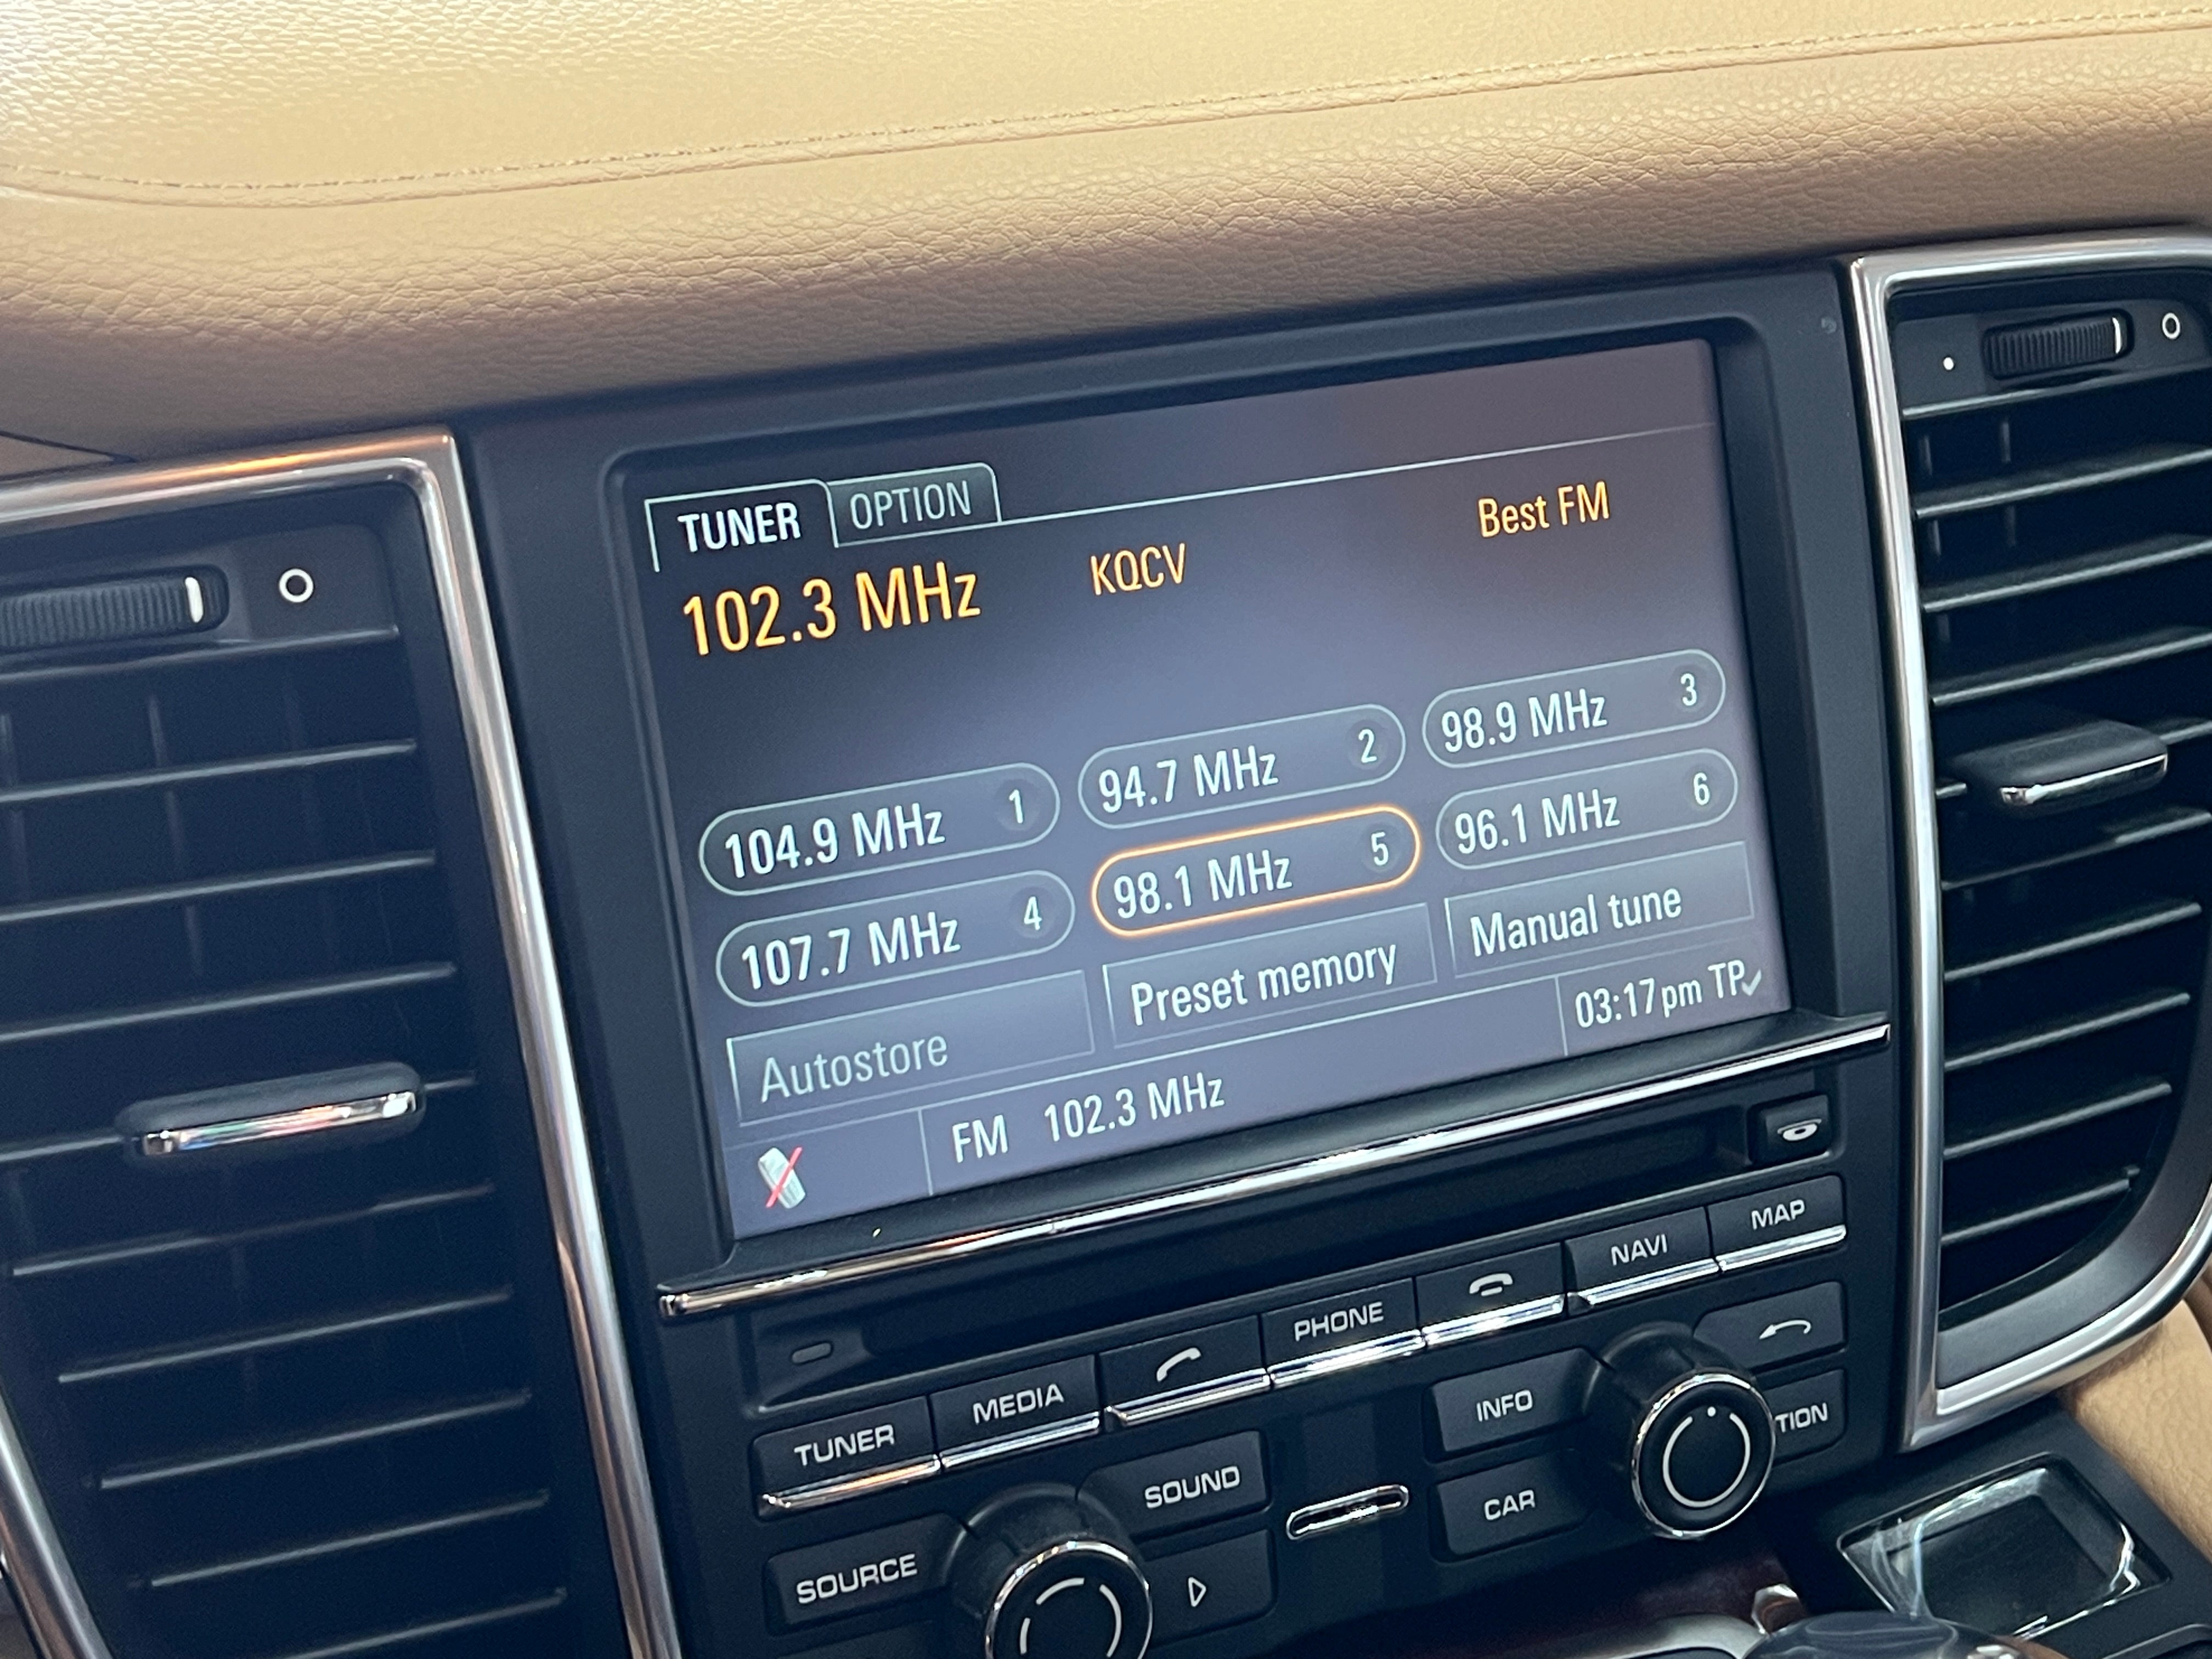 TUNER OPTION
102.3 MHz KQCV Best FM
104.9 MHz 1 94.7 MHz 2 98.9 MHz 3
107.7 MHz 4 98.1 MHz 5 96.1 MHz 6
Autostore Preset memory Manual tune
FM 102.3 MHz 03:17pm TP
TUNER MEDIA PHONE NAVI MAP
SOURCE SOUND INFO TION
CAR